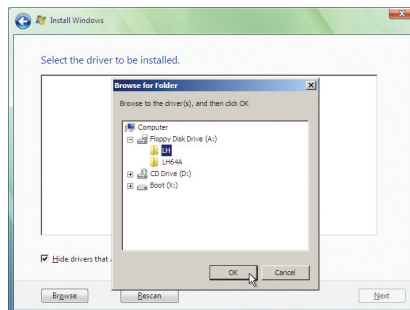 Install Windows
Select the driver to be installed.
Browse for Folder
Browse to the driver(s), and then click OK
Computer
Floppy Disk Drive (A:)
LH
LH64A
CD Drive (D:)
Boot (X:)
Hide drivers that
OK
Cancel
Browse
Rescan
Next